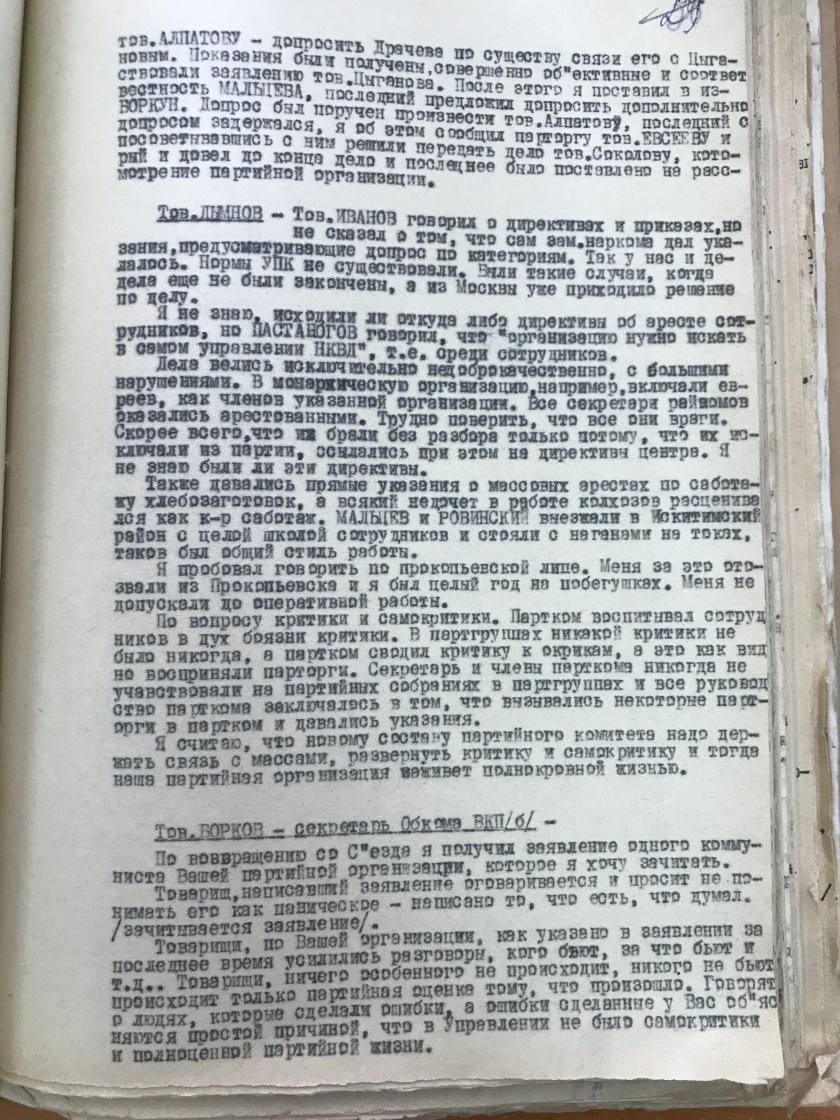 тов.АЛПАТОВУ - допросить Драчева по существу связи его с Цыга-
новым. Показания были получены,совершенно об"ективные и соответ
ствовали заявлению тов.Цыганова. После этого я поставил в из-
вестность МАЛЬЦЕВА, последний предложил допросить дополнительно
БОРКУН. Допрос был поручен произвести тов.Алпатову, последний с
допросом задержался, я об этом сообщил парторгу тов.ЕВСЕЕВУ и
посоветывавшись с ним решили передать дело тов.Соколову, кото-
рый и довел до конца дело и последнее было поставлено на расс-
мотрение партийной организации.
Тов.ЛЫМНОВ - Тов.ИВАНОВ говорил о директивах и приказах,но
не сказал о том, что сам зам.наркома дал ука-
зания,предусматривающие допрос по категориям. Так у нас и де-
лалось. Нормы УПК не существовали. Были такие случаи, когда
дела еще не были закончены, а из Москвы уже приходило решение
по делу.
Я не знаю, исходили ли откуда либо директивы об аресте сот-
рудников, но ПАСТАНОГОВ говорил, что "организацию нужно искать
в самом управлении НКВД", т.е. среди сотрудников.
Дела велись исключительно недоброкачественно, с большими
нарушениями. В монархическую организацию,например,включали ев-
реев, как членов указанной организации. Все секретари райкомов
оказались арестованными. Трудно поверить, что все они враги.
Скорее всего,что их брали без разбора только потому, что их ис-
ключали из партии, ссылались при этом на директивы центра. Я
не знаю были ли эти директивы.
Также давались прямые указания о массовых арестах по сабота-
жу хлебозаготовок, а всякий недочет в работе колхозов расценива
лся как к-р саботаж. МАЛЬЦЕВ и РОВИНСКИЙ выезжали в Искитимский
район с целой школой сотрудников и стояли с наганами на токах,
таков был общий стиль работы.
Я пробовал говорить по прокопьевской липе. Меня за это ото-
звали из Прокопьевска и я был целый год на побегушках. Меня не
допускали до оперативной работы.
По вопросу критики и самокритики. Партком воспитывал сотруд
ников в дух боязни критики. В партгруппах никакой критики не
было никогда, а партком сводил критику к окрикам, а это как вид
но восприняли парторги. Секретарь и члены парткома никогда не
учавствовали на партийных собраниях в партгруппах и все руковод
ство парткома заключалось в том, что вызывались некоторые парт-
орги в партком и давались указания.
Я считаю, что новому составу партийного комитета надо дер-
жать связь с массами, развернуть критику и самокритику и тогда
наша партийная организация заживет полнокровной жизнью.
Тов.БОРКОВ - секретарь Обкома ВКП/б/ -
По возвращению со С"езда я получил заявление одного комму-
ниста Вашей партийной организации, которое я хочу зачитать.
Товарищ,написавший заявление оговаривается и просит не по-
нимать его как паническое - написано то, что есть, что думал.
/зачитывается заявление/.
Товарищи, по Вашей организации, как указано в заявлении за
последнее время усилились разговоры, кого бьют, за что бьют и
т.д.. Товарищи, ничего особенного не происходит, никого не бьют
происходит только партийная оценка тому, что произошло. Говорят
о людях, которые сделали ошибки, а ошибки сделанные у Вас об"яс
няются простой причиной, что в Управлении не было самокритики
и полноценной партийной жизни.